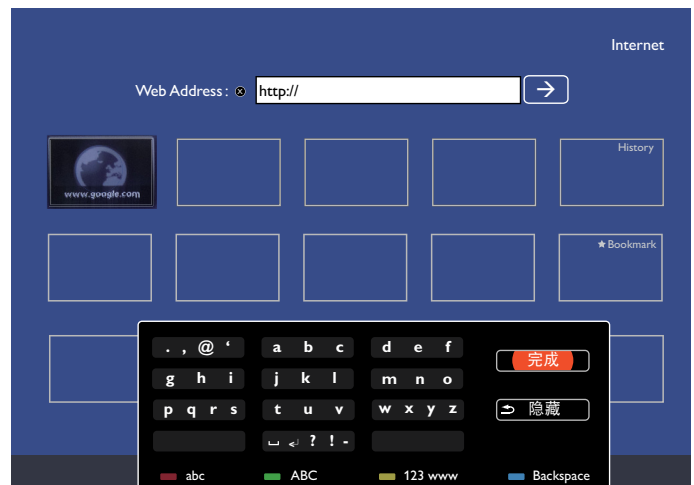 Internet
Web Address : http://
www.google.com
History
★Bookmark
. , @ ‘ a b c d e f
完成
g h i j k l m n o
p q r s t u v w x y z
隐藏
␣ ↲ ? ! -
abc ABC 123 www Backspace